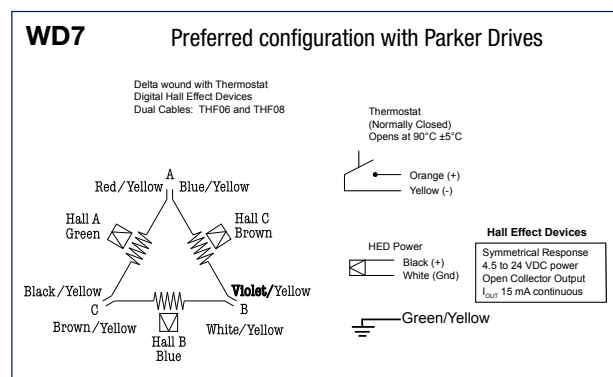 WD7 Preferred configuration with Parker Drives
Delta wound with Thermostat
Digital Hall Effect Devices
Dual Cables: THF06 and THF08
Thermostat
(Normally Closed)
Opens at 90°C ±5°C
Orange (+)
Yellow (-)
A
Red/Yellow Blue/Yellow
Hall A
Green
Hall C
Brown
Black/Yellow
C
Brown/Yellow
Violet/Yellow
B
White/Yellow
Hall B
Blue
HED Power
Black (+)
White (Gnd)
Hall Effect Devices
Symmetrical Response
4.5 to 24 VDC power
Open Collector Output
IOUT 15 mA continuous
Green/Yellow